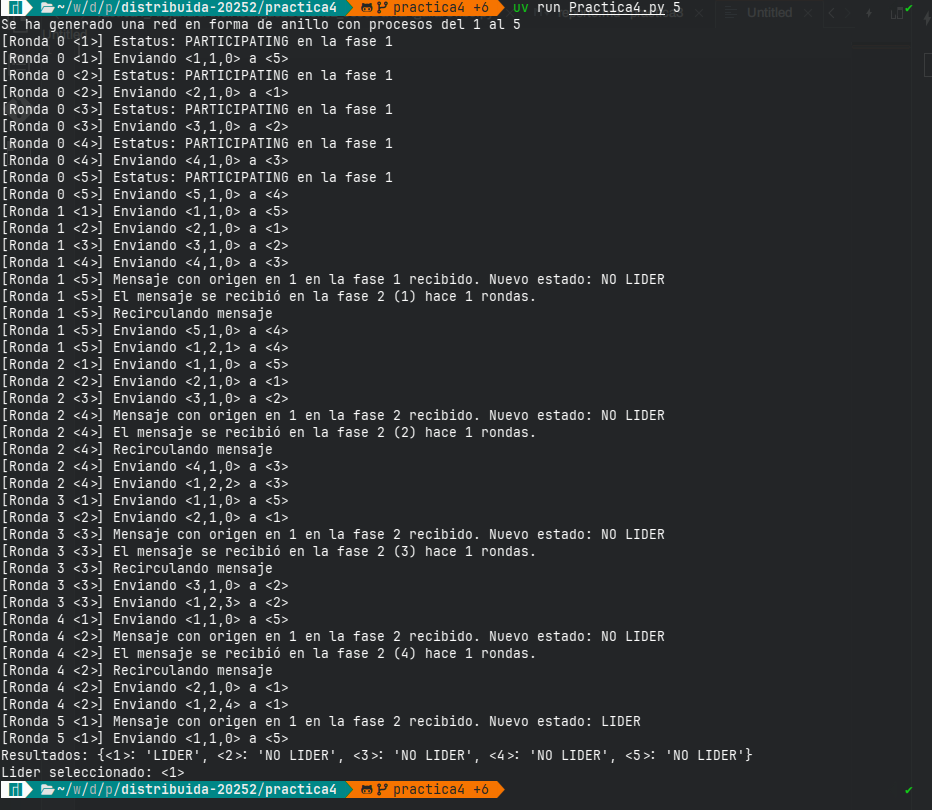 ~/w/d/p/distribuida-20252/practica4 practica4 +6 uv run Practica4.py 5 Untitled
Se ha generado una red en forma de anillo con procesos del 1 al 5
[Ronda 0 <1>] Estatus: PARTICIPATING en la fase 1
[Ronda 0 <1>] Enviando <1,1,0> a <5>
[Ronda 0 <2>] Estatus: PARTICIPATING en la fase 1
[Ronda 0 <2>] Enviando <2,1,0> a <1>
[Ronda 0 <3>] Estatus: PARTICIPATING en la fase 1
[Ronda 0 <3>] Enviando <3,1,0> a <2>
[Ronda 0 <4>] Estatus: PARTICIPATING en la fase 1
[Ronda 0 <4>] Enviando <4,1,0> a <3>
[Ronda 0 <5>] Estatus: PARTICIPATING en la fase 1
[Ronda 0 <5>] Enviando <5,1,0> a <4>
[Ronda 1 <1>] Enviando <1,1,0> a <5>
[Ronda 1 <2>] Enviando <2,1,0> a <1>
[Ronda 1 <3>] Enviando <3,1,0> a <2>
[Ronda 1 <4>] Enviando <4,1,0> a <3>
[Ronda 1 <5>] Mensaje con origen en 1 en la fase 1 recibido. Nuevo estado: NO LIDER
[Ronda 1 <5>] El mensaje se recibió en la fase 2 (1) hace 1 rondas.
[Ronda 1 <5>] Recirculando mensaje
[Ronda 1 <5>] Enviando <5,1,0> a <4>
[Ronda 1 <5>] Enviando <1,2,1> a <4>
[Ronda 2 <1>] Enviando <1,1,0> a <5>
[Ronda 2 <2>] Enviando <2,1,0> a <1>
[Ronda 2 <3>] Enviando <3,1,0> a <2>
[Ronda 2 <4>] Mensaje con origen en 1 en la fase 2 recibido. Nuevo estado: NO LIDER
[Ronda 2 <4>] El mensaje se recibió en la fase 2 (2) hace 1 rondas.
[Ronda 2 <4>] Recirculando mensaje
[Ronda 2 <4>] Enviando <4,1,0> a <3>
[Ronda 2 <4>] Enviando <1,2,2> a <3>
[Ronda 3 <1>] Enviando <1,1,0> a <5>
[Ronda 3 <2>] Enviando <2,1,0> a <1>
[Ronda 3 <3>] Mensaje con origen en 1 en la fase 2 recibido. Nuevo estado: NO LIDER
[Ronda 3 <3>] El mensaje se recibió en la fase 2 (3) hace 1 rondas.
[Ronda 3 <3>] Recirculando mensaje
[Ronda 3 <3>] Enviando <3,1,0> a <2>
[Ronda 3 <3>] Enviando <1,2,3> a <2>
[Ronda 4 <1>] Enviando <1,1,0> a <5>
[Ronda 4 <2>] Mensaje con origen en 1 en la fase 2 recibido. Nuevo estado: NO LIDER
[Ronda 4 <2>] El mensaje se recibió en la fase 2 (4) hace 1 rondas.
[Ronda 4 <2>] Recirculando mensaje
[Ronda 4 <2>] Enviando <2,1,0> a <1>
[Ronda 4 <2>] Enviando <1,2,4> a <1>
[Ronda 5 <1>] Mensaje con origen en 1 en la fase 2 recibido. Nuevo estado: LIDER
[Ronda 5 <1>] Enviando <1,1,0> a <5>
Resultados: {<1>: 'LIDER', <2>: 'NO LIDER', <3>: 'NO LIDER', <4>: 'NO LIDER', <5>: 'NO LIDER'}
Lider seleccionado: <1>
~/w/d/p/distribuida-20252/practica4 practica4 +6